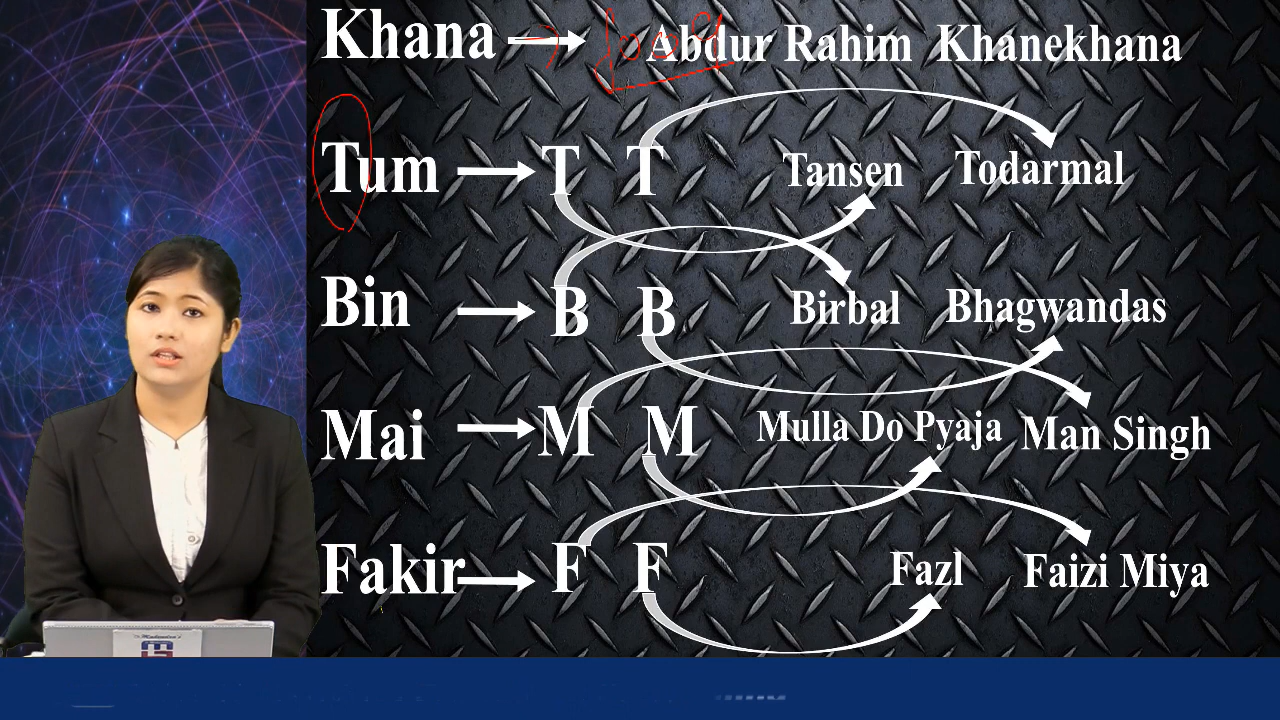 Khana → Abdur Rahim Khanekhana
Tum → T T Tansen Todarmal
Bin → B B Birbal Bhagwandas
Mai → M M Mulla Do Pyaja Man Singh
Fakir → F F Fazl Faizi Miya